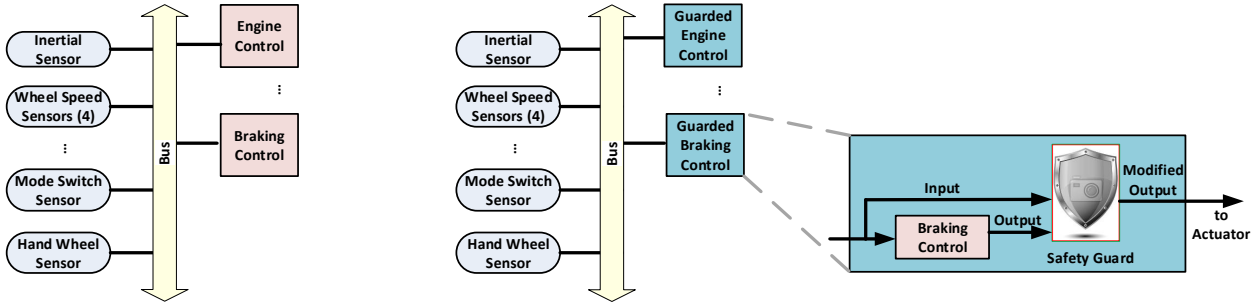 Inertial
Sensor
Wheel Speed
Sensors (4)
...
Mode Switch
Sensor
Hand Wheel
Sensor
Bus
Engine
Control
...
Braking
Control
Inertial
Sensor
Wheel Speed
Sensors (4)
...
Mode Switch
Sensor
Hand Wheel
Sensor
Bus
Guarded
Engine
Control
...
Guarded
Braking
Control
Input
Braking
Control
Output
Safety Guard
Modified
Output
to
Actuator